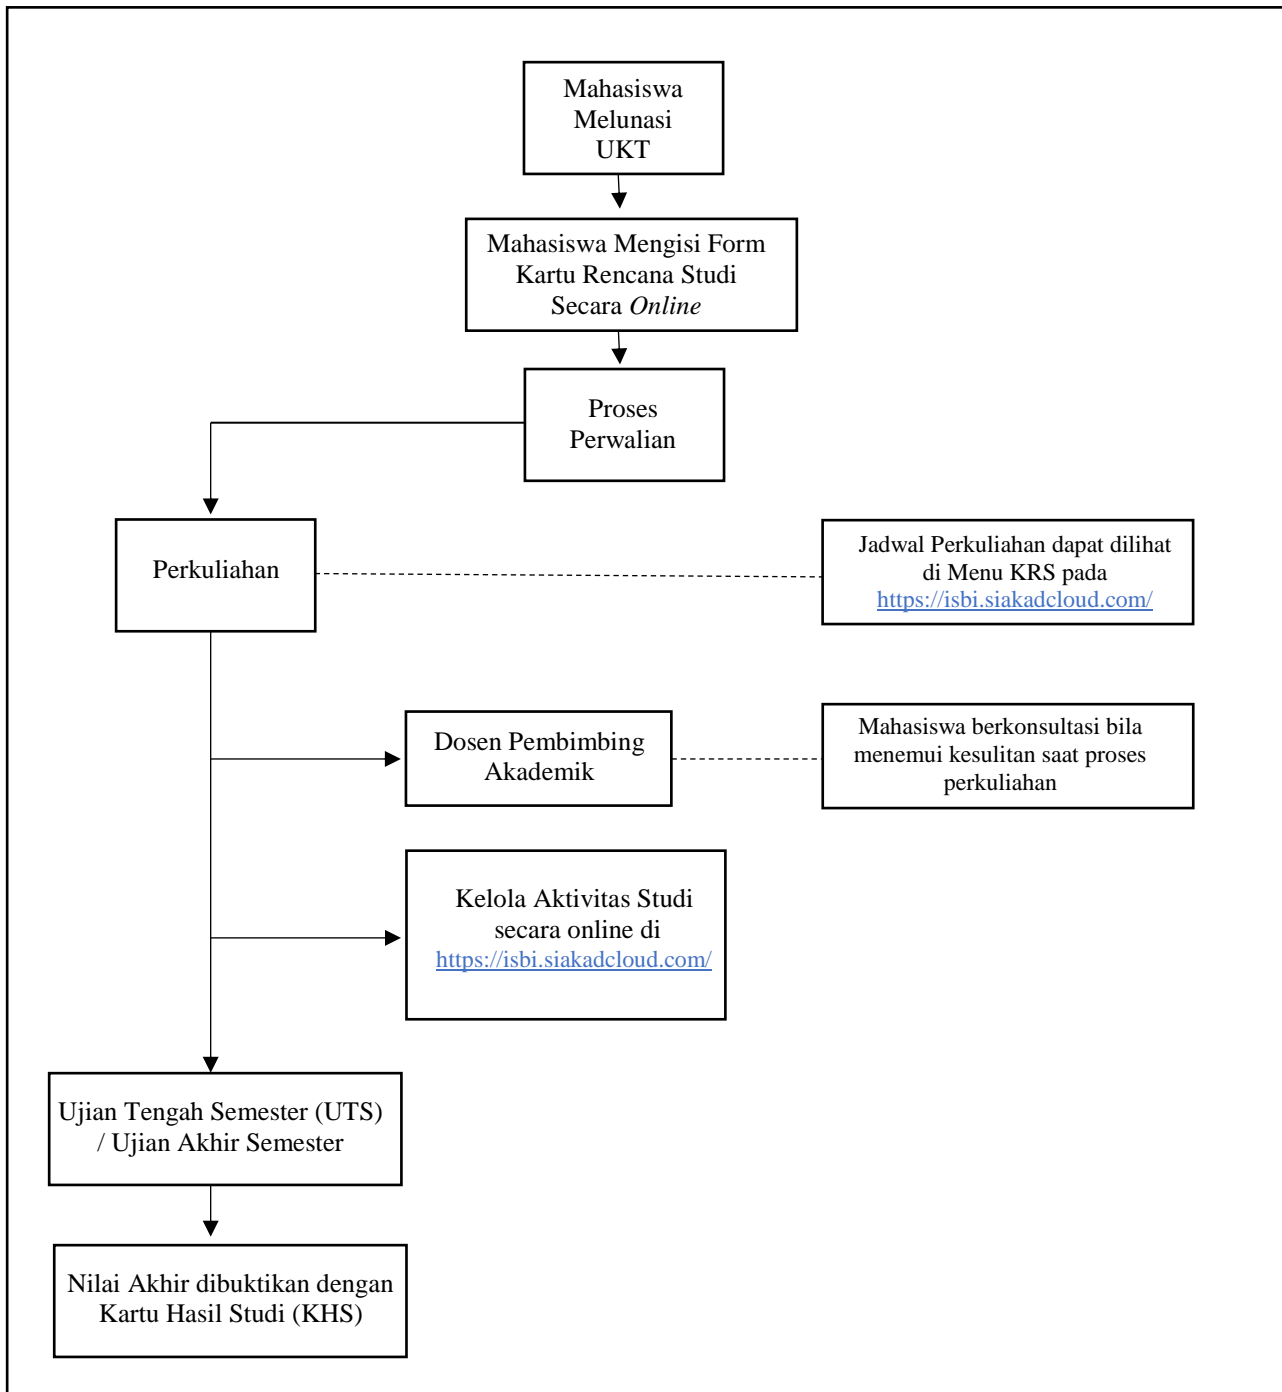 Mahasiswa
Melunasi
UKT
Mahasiswa Mengisi Form
Kartu Rencana Studi
Secara Online
Proses
Perwalian
Perkuliahan
Jadwal Perkuliahan dapat dilihat
di Menu KRS pada
https://isbi.siakadcloud.com/
Dosen Pembimbing
Akademik
Mahasiswa berkonsultasi bila
menemui kesulitan saat proses
perkuliahan
Kelola Aktivitas Studi
secara online di
https://isbi.siakadcloud.com/
Ujian Tengah Semester (UTS)
/ Ujian Akhir Semester
Nilai Akhir dibuktikan dengan
Kartu Hasil Studi (KHS)